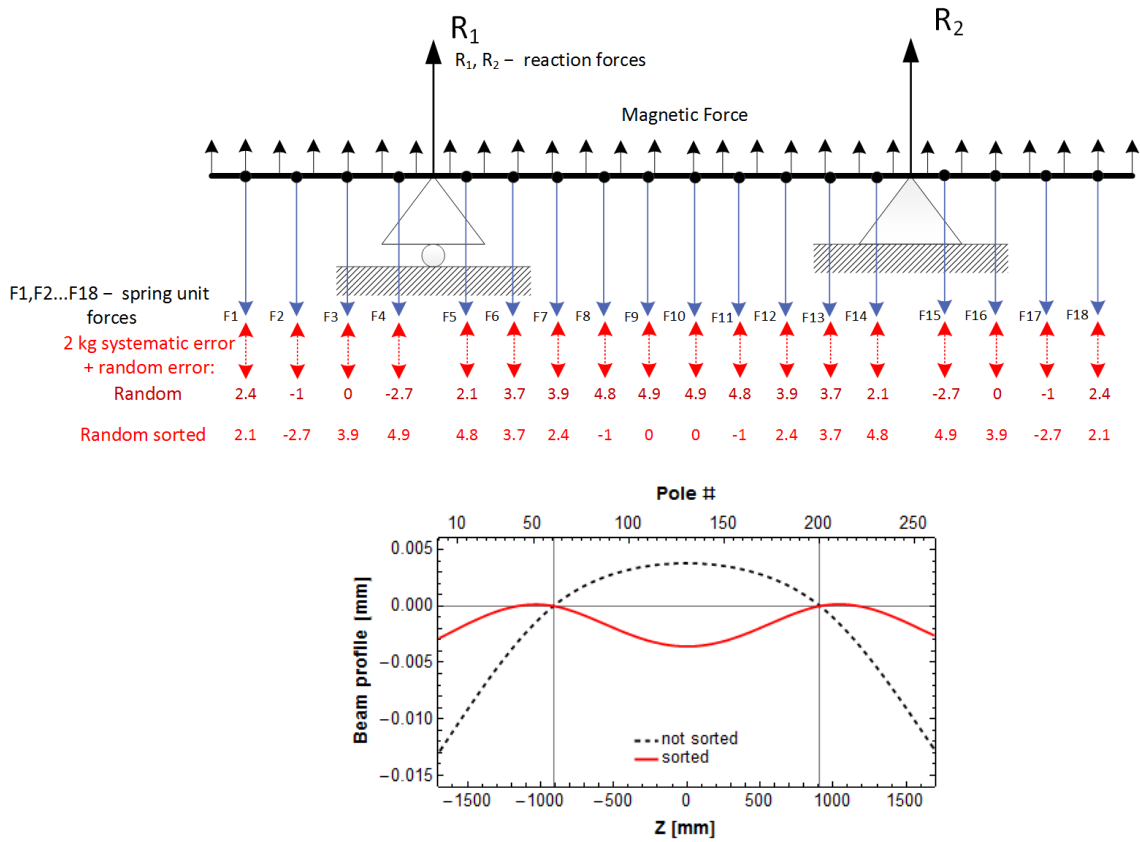 R1 R2
R1, R2 – reaction forces
Magnetic Force
F1,F2...F18 – spring unit
forces
F1 F2 F3 F4 F5 F6 F7 F8 F9 F10 F11 F12 F13 F14 F15 F16 F17 F18
2 kg systematic error
+ random error:
Random 2.4 -1 0 -2.7 2.1 3.7 3.9 4.8 4.9 4.9 4.8 3.9 3.7 2.1 -2.7 0 -1 2.4
Random sorted 2.1 -2.7 3.9 4.9 4.8 3.7 2.4 -1 0 0 -1 2.4 3.7 4.8 4.9 3.9 -2.7 2.1
Pole #
10 50 100 150 200 250
0.005
0.000
−0.005
−0.010
−0.015
Beam profile [mm]
not sorted
sorted
−1500 −1000 −500 0 500 1000 1500
Z [mm]